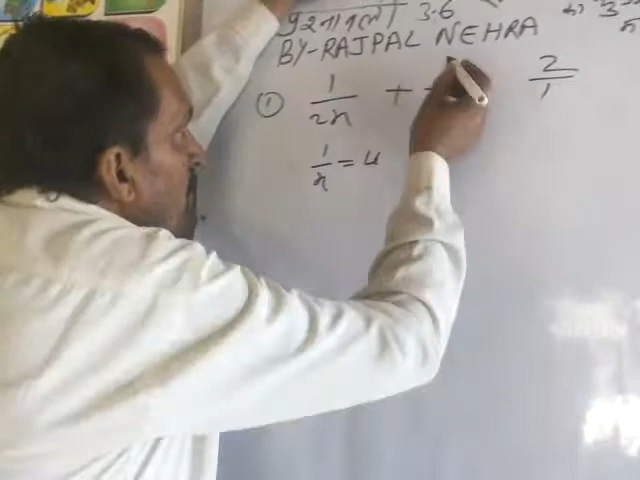 प्रश्नावली 3.6
BY-RAJPAL NEHRA
① 1/2x + 2/1
1/x = u